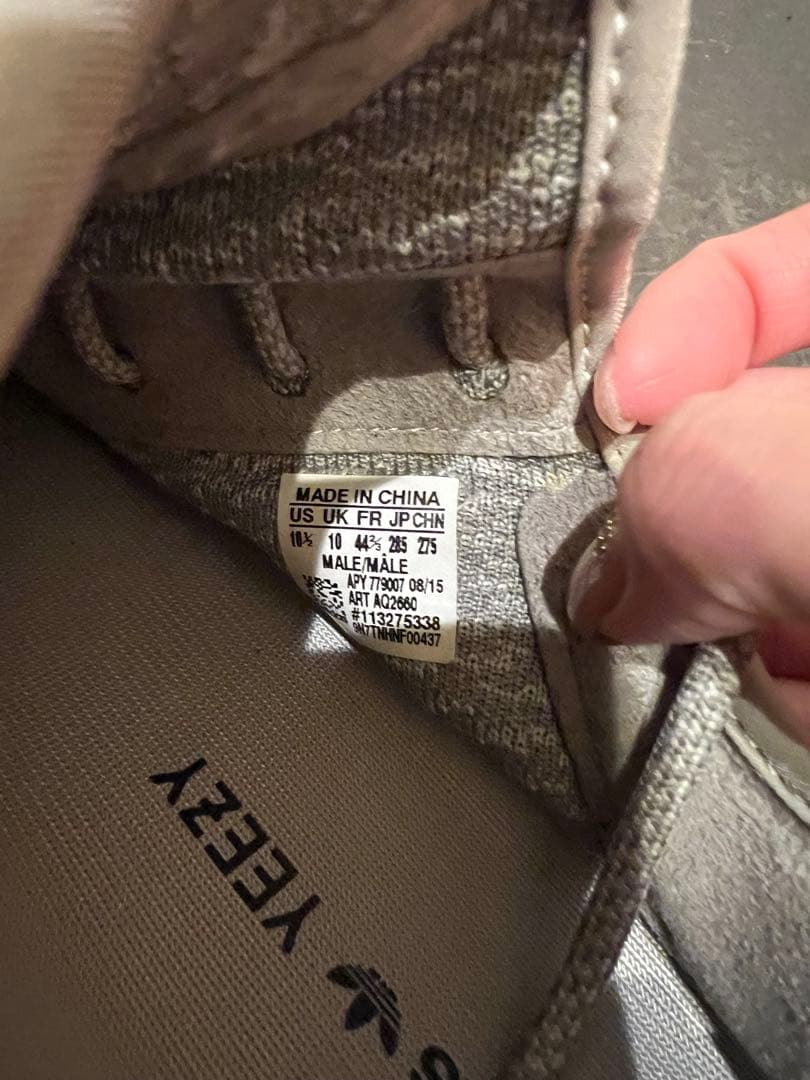 MADE IN CHINA
US UK FR JP CHN
10½ 10 44⅔ 285 275
MALE/MÂLE
APY 779007 08/15
ART AQ2660
#113275338
9N7TNHNF00437
YEEZY